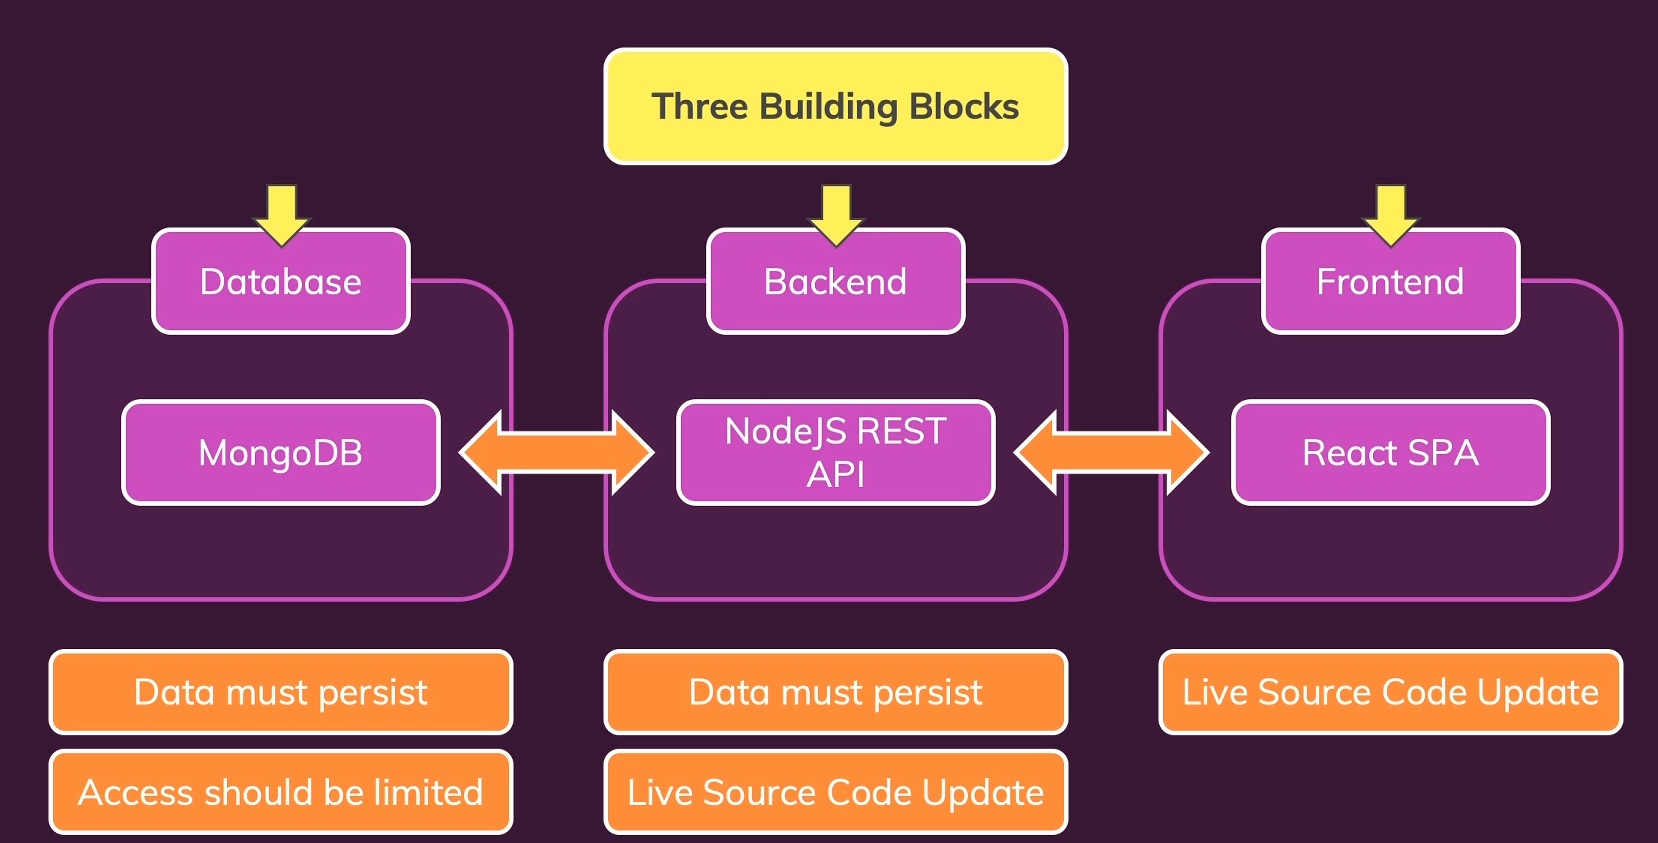 Three Building Blocks
Database
Backend
Frontend
MongoDB
NodeJS REST
API
React SPA
Data must persist
Data must persist
Live Source Code Update
Access should be limited
Live Source Code Update